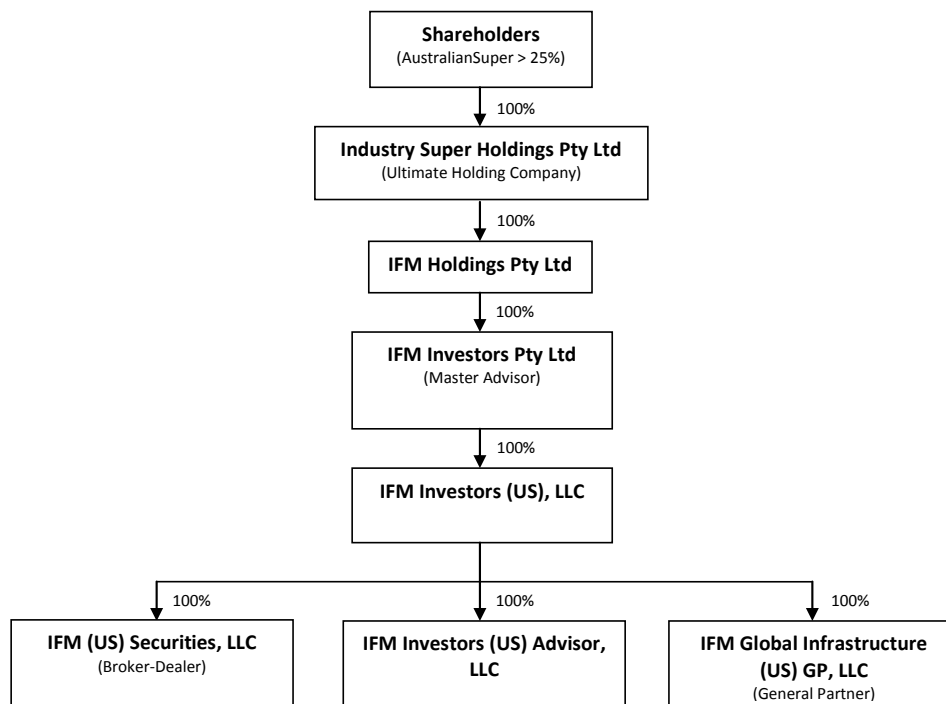 Shareholders
(AustralianSuper > 25%)
100%
Industry Super Holdings Pty Ltd
(Ultimate Holding Company)
100%
IFM Holdings Pty Ltd
100%
IFM Investors Pty Ltd
(Master Advisor)
100%
IFM Investors (US), LLC
100%
100%
100%
IFM (US) Securities, LLC
(Broker-Dealer)
IFM Investors (US) Advisor,
LLC
IFM Global Infrastructure
(US) GP, LLC
(General Partner)